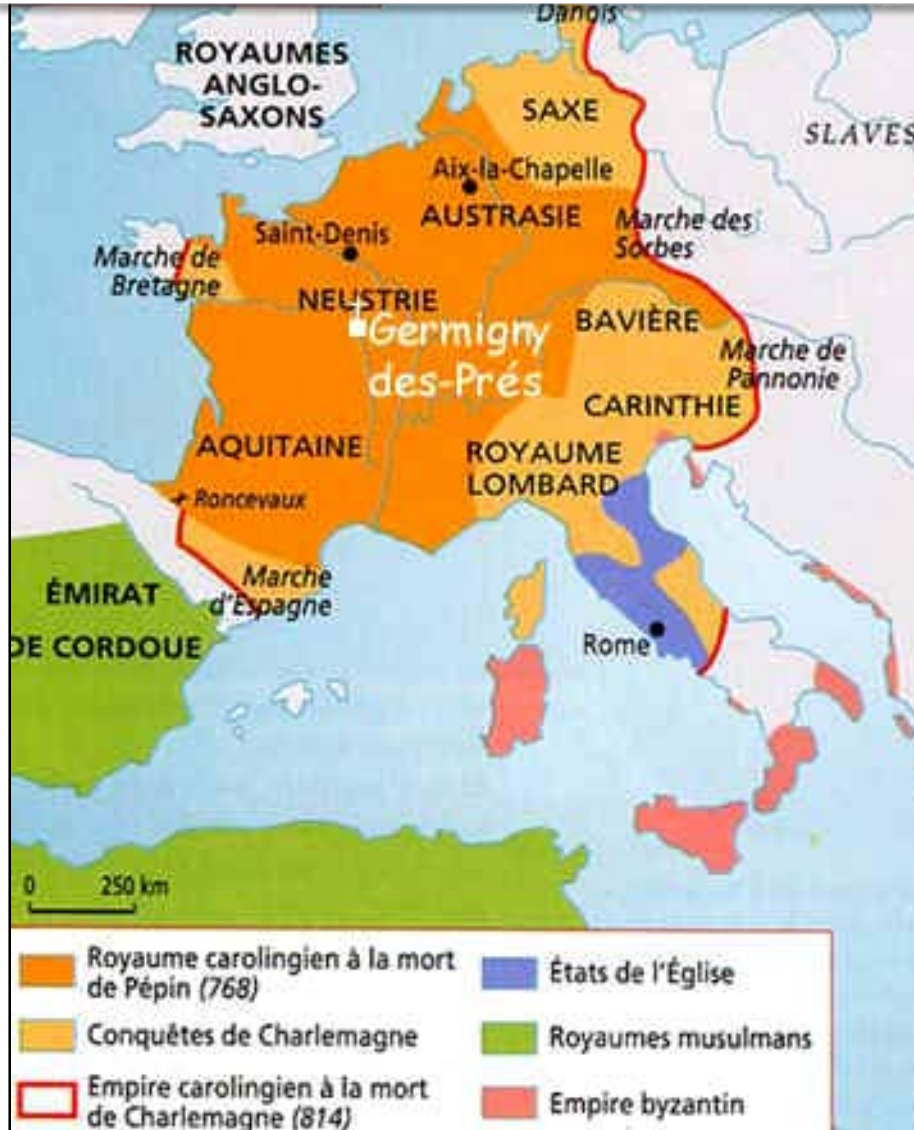 Danois
ROYAUMES
ANGLO-
SAXONS
SAXE
SLAVES
Aix-la-Chapelle
AUSTRASIE
Saint-Denis
Marche des
Sorbes
Marche de
Bretagne
NEUSTRIE
BAVIÈRE
Germigny
des-Prés
Marche de
Pannonie
CARINTHIE
AQUITAINE
ROYAUME
LOMBARD
Roncevaux
Marche
d'Espagne
ÉMIRAT
DE CORDOUE
Rome
0 250 km
Royaume carolingien à la mort
de Pépin (768)
Conquêtes de Charlemagne
Empire carolingien à la mort
de Charlemagne (814)
États de l'Église
Royaumes musulmans
Empire byzantin